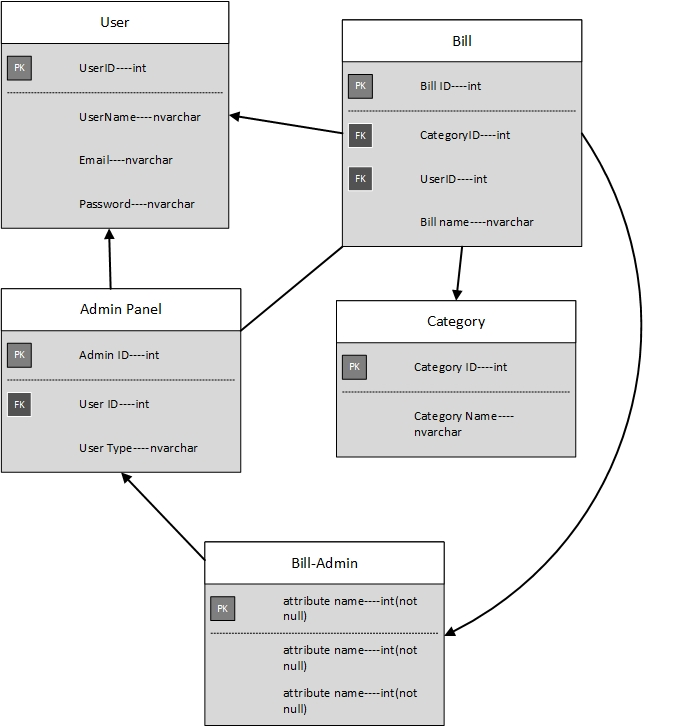 User
PK UserID----int
UserName----nvarchar
Email----nvarchar
Password----nvarchar
Bill
PK Bill ID----int
FK CategoryID----int
FK UserID----int
Bill name----nvarchar
Admin Panel
PK Admin ID----int
FK User ID----int
User Type----nvarchar
Category
PK Category ID----int
Category Name----
nvarchar
Bill-Admin
PK attribute name----int(not
null)
attribute name----int(not
null)
attribute name----int(not
null)